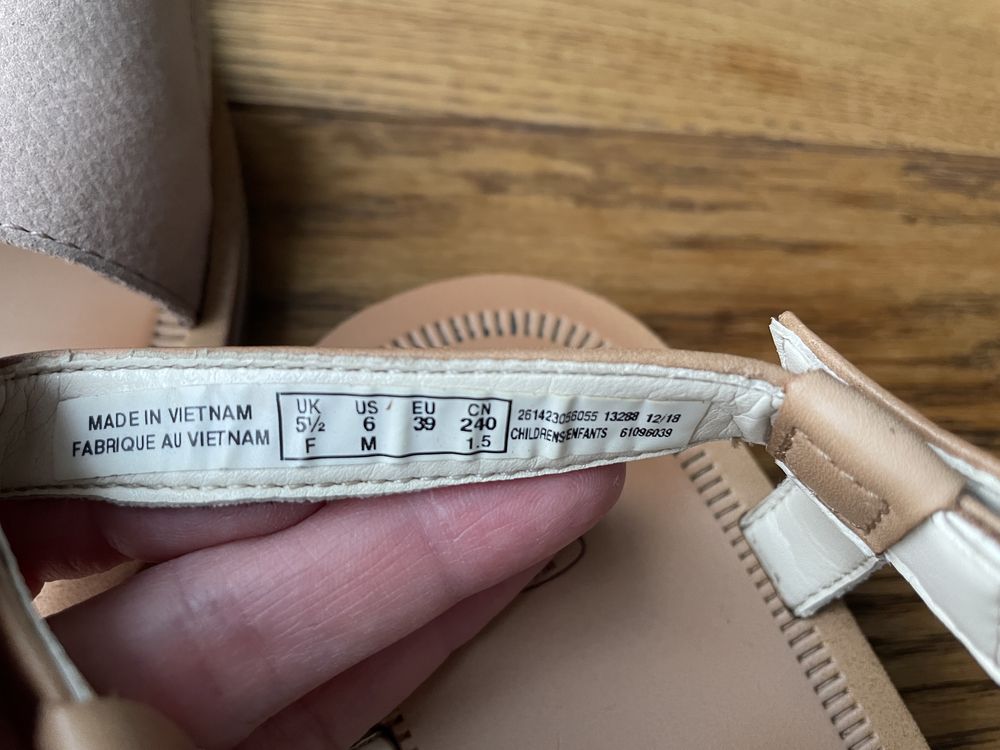 MADE IN VIETNAM
FABRIQUE AU VIETNAM
UK US EU CN
5½ 6 39 240
F M 1.5
261423056055 13288 12/18
CHILDRENS/ENFANTS 61096039